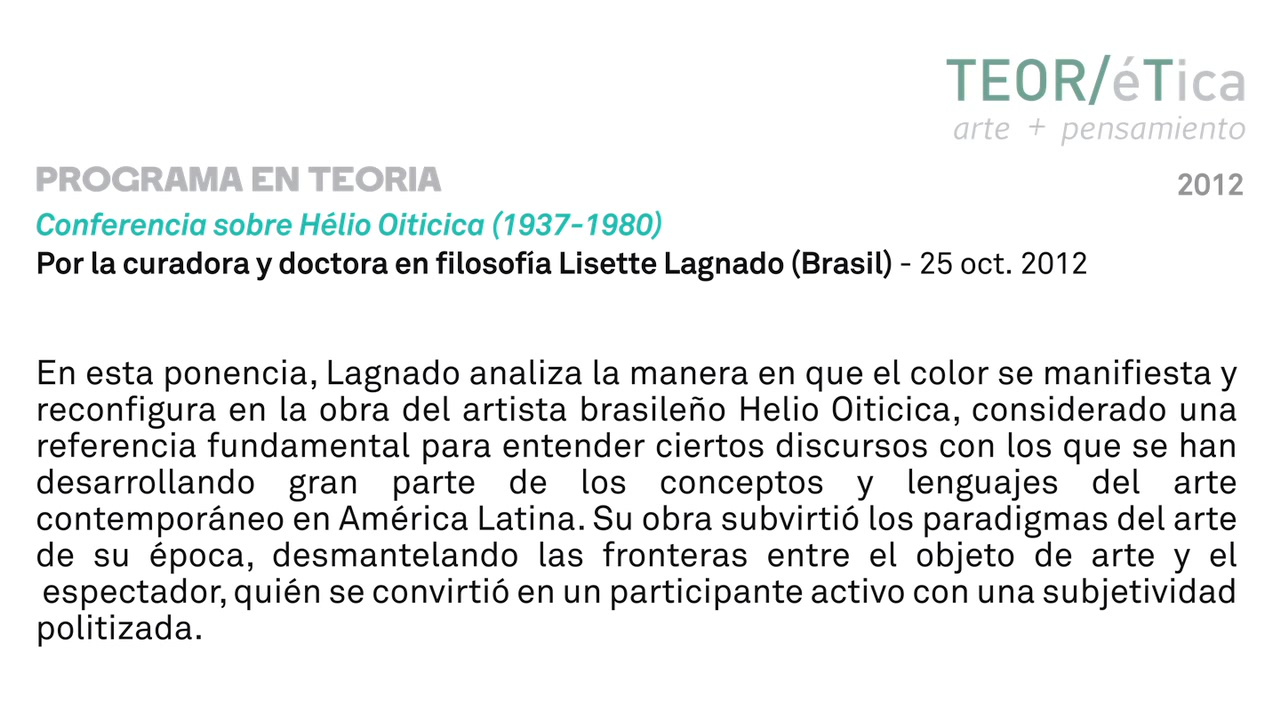 TEOR/éTica
arte + pensamiento
PROGRAMA EN TEORIA
2012
Conferencia sobre Hélio Oiticica (1937-1980)
Por la curadora y doctora en filosofía Lisette Lagnado (Brasil) - 25 oct. 2012
En esta ponencia, Lagnado analiza la manera en que el color se manifiesta y
reconfigura en la obra del artista brasileño Helio Oiticica, considerado una
referencia fundamental para entender ciertos discursos con los que se han
desarrollando gran parte de los conceptos y lenguajes del arte
contemporáneo en América Latina. Su obra subvirtió los paradigmas del arte
de su época, desmantelando las fronteras entre el objeto de arte y el
espectador, quién se convirtió en un participante activo con una subjetividad
politizada.